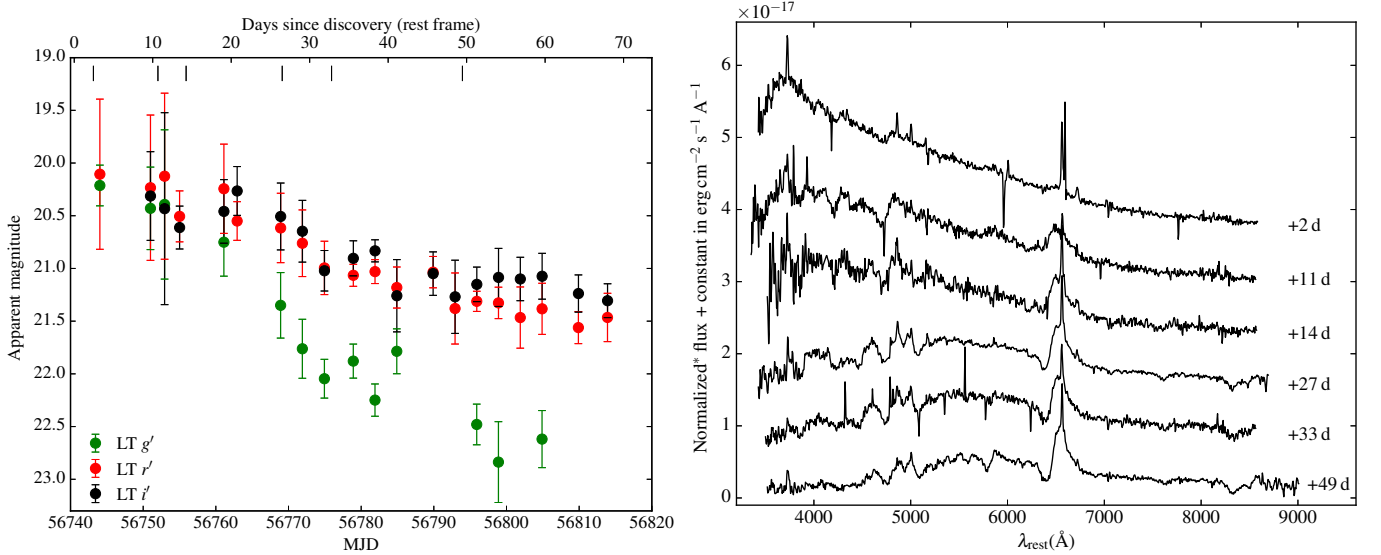 Days since discovery (rest frame)
0 10 20 30 40 50 60 70
Apparent magnitude
19.0
19.5
20.0
20.5
21.0
21.5
22.0
22.5
23.0
LT g′
LT r′
LT i′
56740 56750 56760 56770 56780 56790 56800 56810 56820
MJD
×10⁻¹⁷
Normalized* flux + constant in erg cm⁻² s⁻¹ A⁻¹
6
5
4
3
2
1
0
+2 d
+11 d
+14 d
+27 d
+33 d
+49 d
4000 5000 6000 7000 8000 9000
λrest(Å)